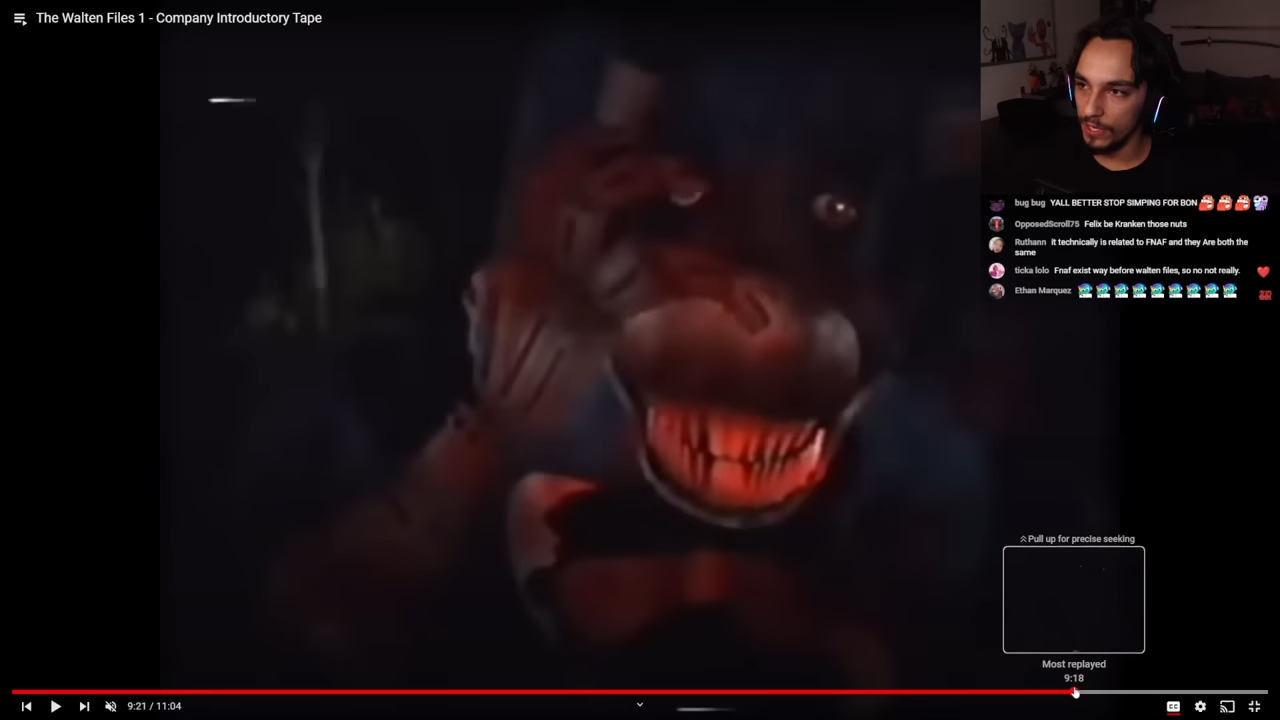 The Walten Files 1 - Company Introductory Tape
bug bug YALL BETTER STOP SIMPING FOR BON
OpposedScroll75 Felix be Kranken those nuts
Ruthann it technically is related to FNAF and they Are both the
same
ticka lolo Fnaf exist way before walten files, so no not really.
Ethan Marquez
Pull up for precise seeking
Most replayed
9:18
9:21 / 11:04
CC